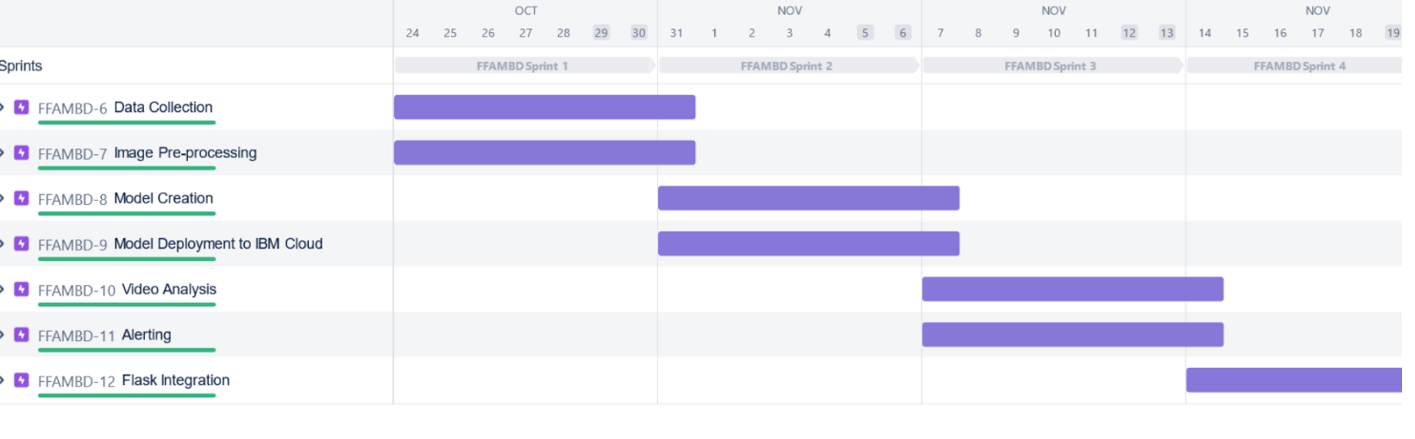 OCT NOV NOV NOV
24 25 26 27 28 29 30 31 1 2 3 4 5 6 7 8 9 10 11 12 13 14 15 16 17 18 19
Sprints FFAMBD Sprint 1 FFAMBD Sprint 2 FFAMBD Sprint 3 FFAMBD Sprint 4
FFAMBD-6 Data Collection
FFAMBD-7 Image Pre-processing
FFAMBD-8 Model Creation
FFAMBD-9 Model Deployment to IBM Cloud
FFAMBD-10 Video Analysis
FFAMBD-11 Alerting
FFAMBD-12 Flask Integration